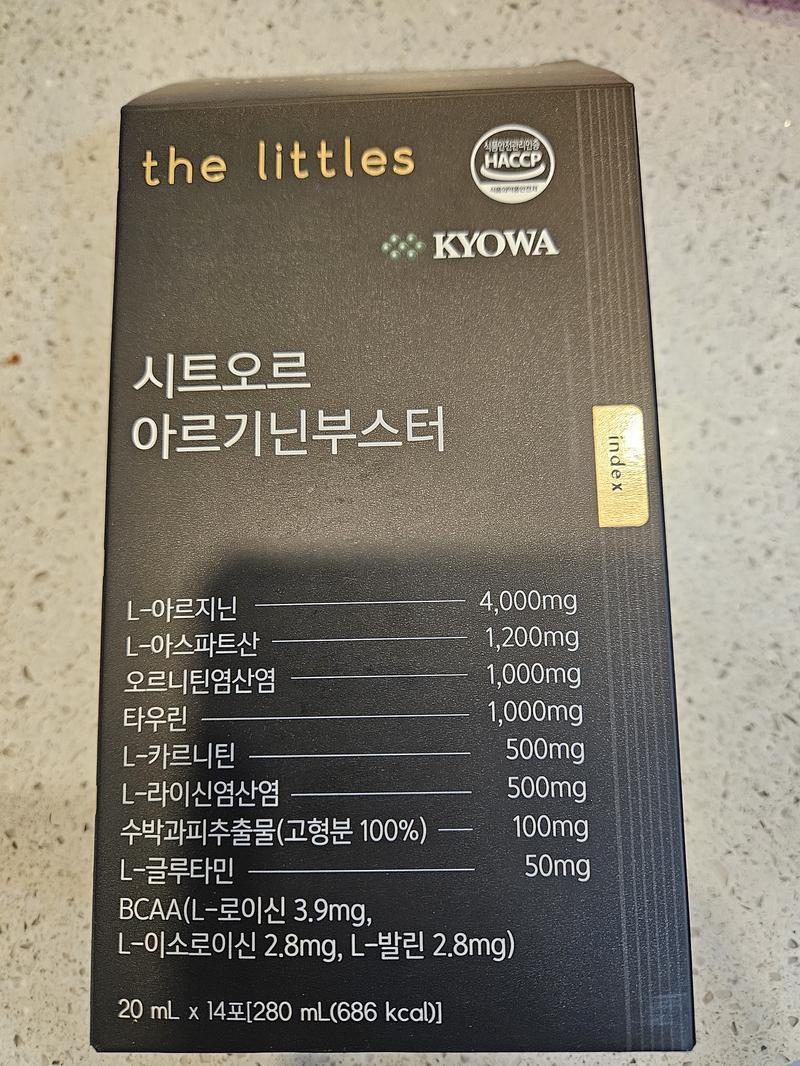 the littles
식품안전관리인증
HACCP
식품의약품안전처
KYOWA
시트오르
아르기닌부스터
index
L-아르지닌 4,000mg
L-아스파트산 1,200mg
오르니틴염산염 1,000mg
타우린 1,000mg
L-카르니틴 500mg
L-라이신염산염 500mg
수박과피추출물(고형분 100%) 100mg
L-글루타민 50mg
BCAA(L-로이신 3.9mg,
L-이소로이신 2.8mg, L-발린 2.8mg)
20 mL x 14포[280 mL(686 kcal)]